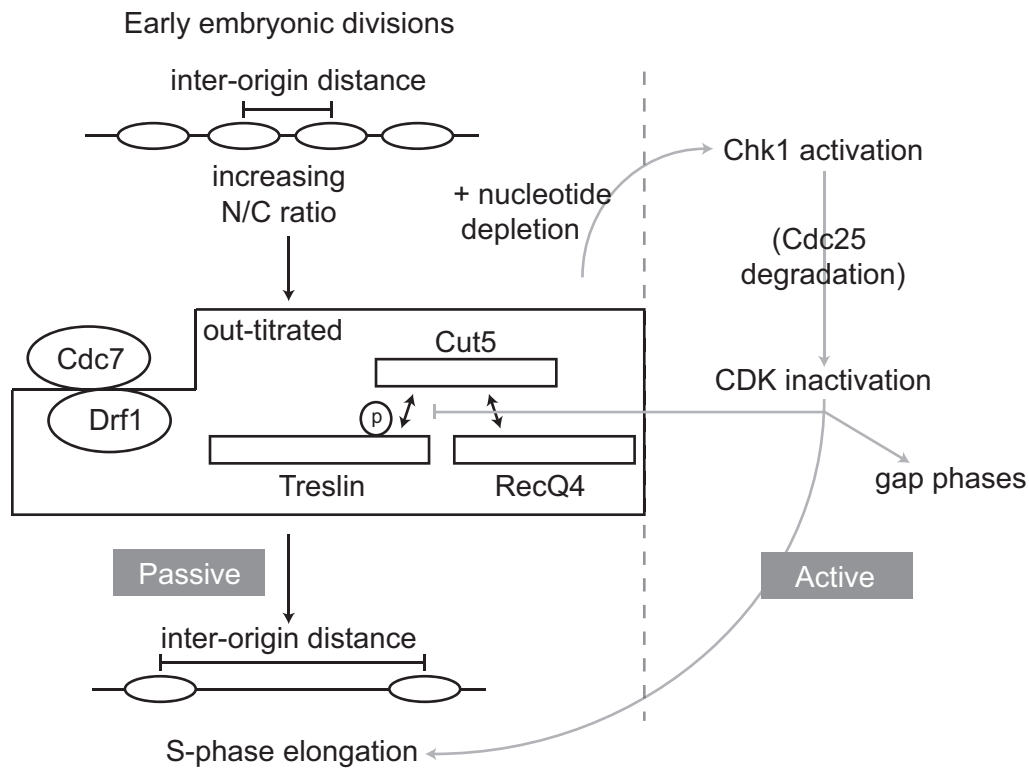 Early embryonic divisions
inter-origin distance
increasing
N/C ratio
+ nucleotide
depletion
Chk1 activation
(Cdc25
degradation)
CDK inactivation
gap phases
out-titrated
Cut5
Cdc7
Drf1
p
Treslin
RecQ4
Passive
Active
inter-origin distance
S-phase elongation